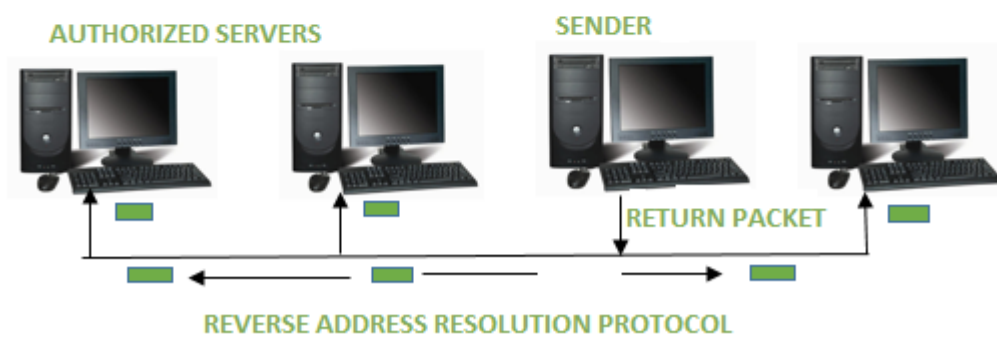 AUTHORIZED SERVERS
SENDER
RETURN PACKET
REVERSE ADDRESS RESOLUTION PROTOCOL